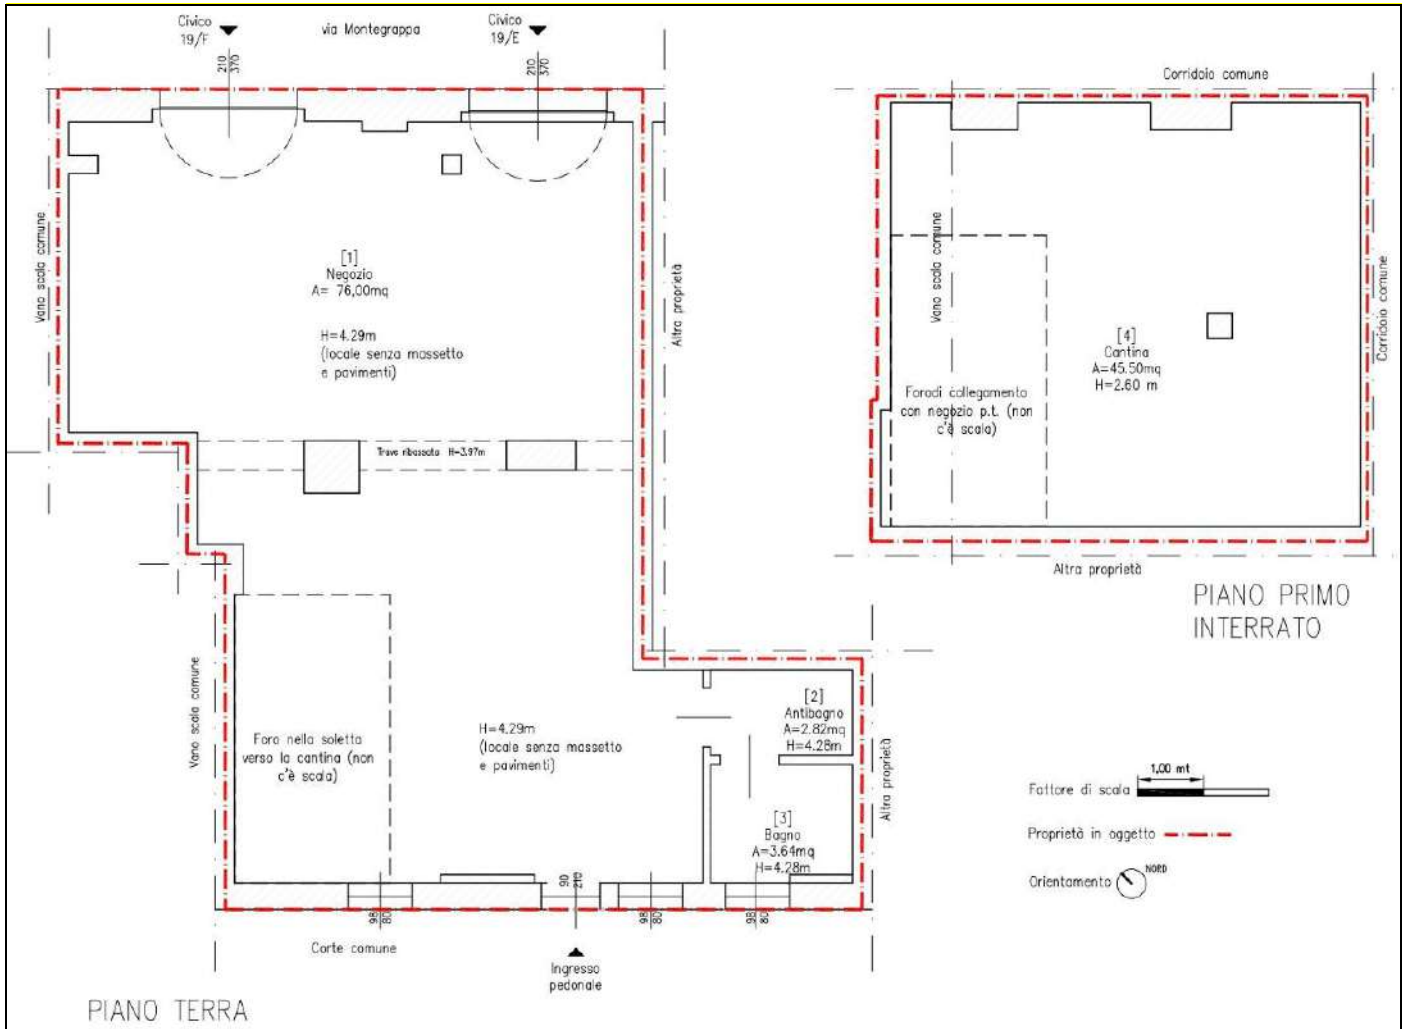 Civico
19/F
via Montegrappa
Civico
19/E
210
370
210
370
Vano scala comune
[1]
Negozio
A= 76,00mq
H=4.29m
(locale senza massetto
e pavimenti)
Altra proprietà
Trave ribassata H=3.97m
Vano scala comune
Foro nella soletta
verso la cantina (non
c'è scala)
H=4.29m
(locale senza massetto
e pavimenti)
[2]
Antibagno
A=2.82mq
H=4.28m
[3]
Bagno
A=3.64mq
H=4.28m
Altra proprietà
98
80
90
210
98
80
98
80
Corte comune
Ingresso
pedonale
PIANO TERRA
Corridoio comune
Vano scala comune
Foradi collegamento
con negozio p.t. (non
c'è scala)
[4]
Cantina
A=45.50mq
H=2.60 m
Corridoio comune
Altra proprietà
PIANO PRIMO
INTERRATO
1,00 mt
Fattore di scala
Proprietà in oggetto
Orientamento
NORD